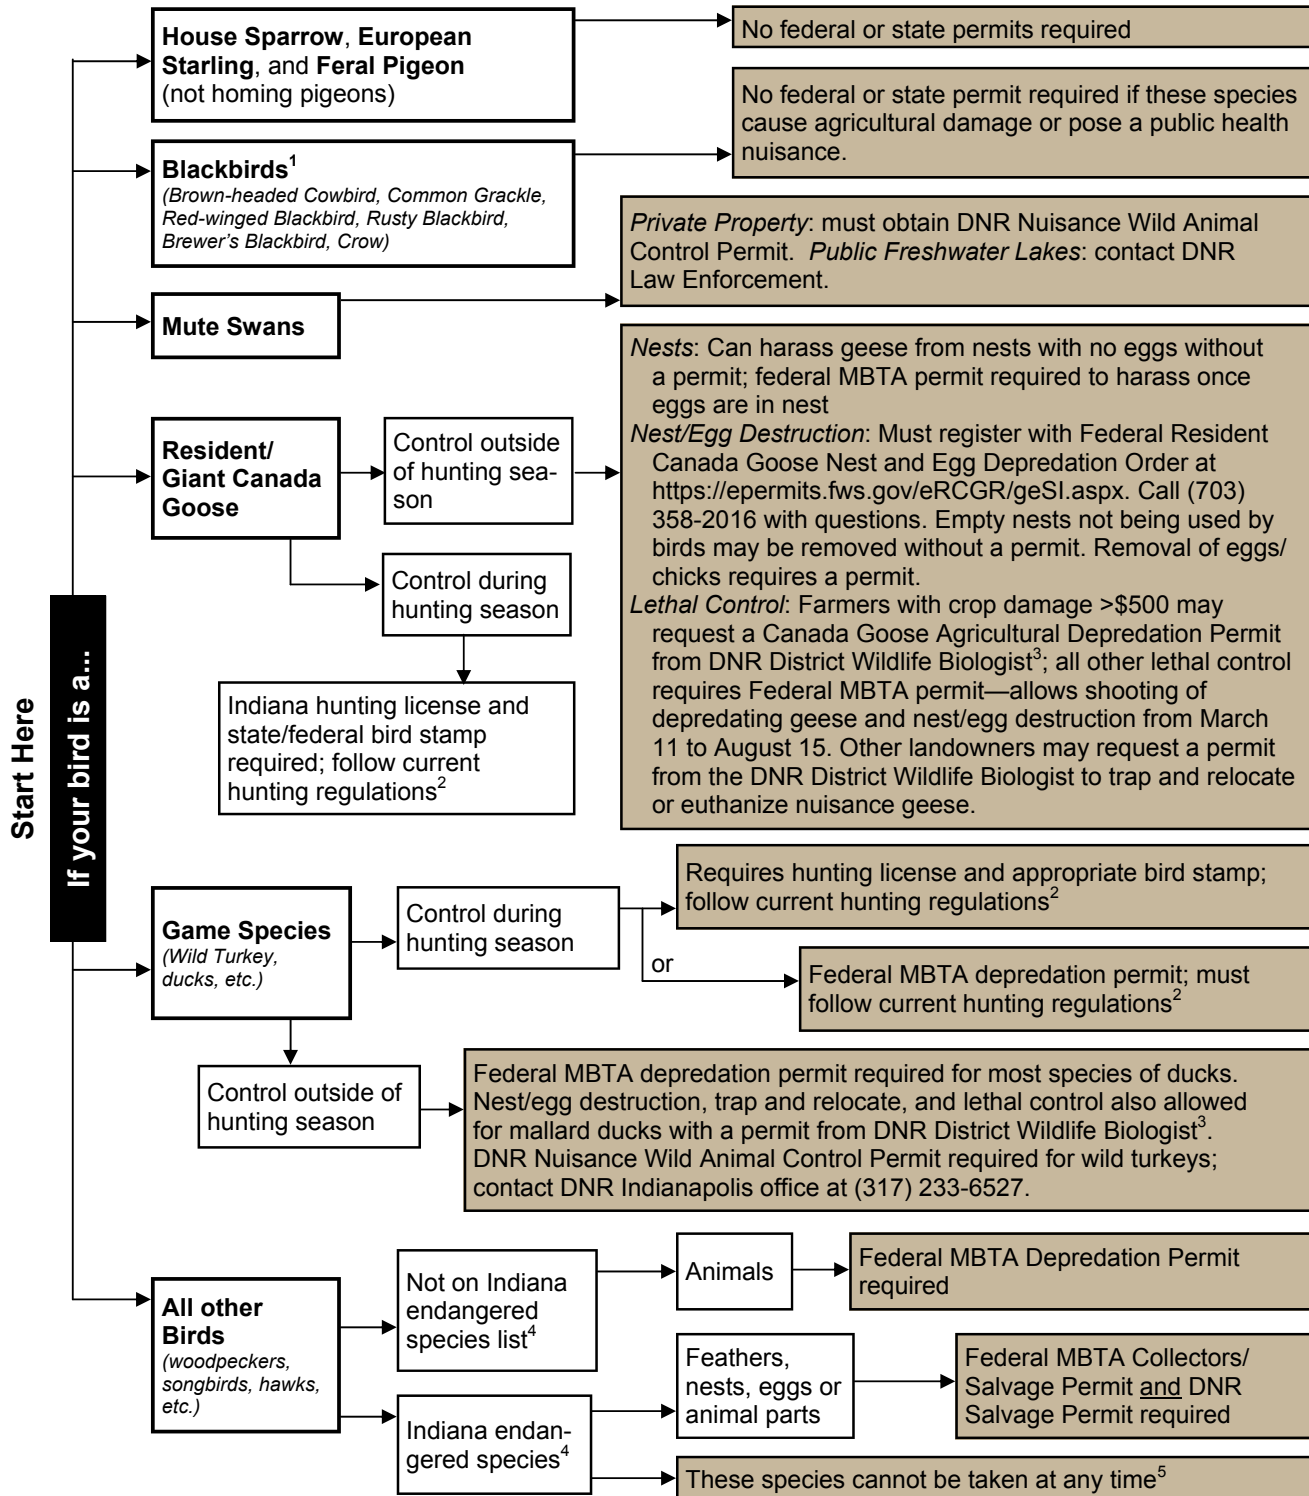 Start Here
If your bird is a...
House Sparrow, European
Starling, and Feral Pigeon
(not homing pigeons)
No federal or state permits required
Blackbirds¹
(Brown-headed Cowbird, Common Grackle,
Red-winged Blackbird, Rusty Blackbird,
Brewer’s Blackbird, Crow)
No federal or state permit required if these species
cause agricultural damage or pose a public health
nuisance.
Mute Swans
Private Property: must obtain DNR Nuisance Wild Animal
Control Permit. Public Freshwater Lakes: contact DNR
Law Enforcement.
Resident/
Giant Canada
Goose
Control outside
of hunting sea-
son
Nests: Can harass geese from nests with no eggs without
a permit; federal MBTA permit required to harass once
eggs are in nest
Nest/Egg Destruction: Must register with Federal Resident
Canada Goose Nest and Egg Depredation Order at
https://epermits.fws.gov/eRCGR/geSI.aspx. Call (703)
358-2016 with questions. Empty nests not being used by
birds may be removed without a permit. Removal of eggs/
chicks requires a permit.
Lethal Control: Farmers with crop damage >$500 may
request a Canada Goose Agricultural Depredation Permit
from DNR District Wildlife Biologist³; all other lethal control
requires Federal MBTA permit—allows shooting of
depredating geese and nest/egg destruction from March
11 to August 15. Other landowners may request a permit
from the DNR District Wildlife Biologist to trap and relocate
or euthanize nuisance geese.
Control during
hunting season
Indiana hunting license and
state/federal bird stamp
required; follow current
hunting regulations²
Game Species
(Wild Turkey,
ducks, etc.)
Control during
hunting season
Requires hunting license and appropriate bird stamp;
follow current hunting regulations²
or
Federal MBTA depredation permit; must
follow current hunting regulations²
Control outside of
hunting season
Federal MBTA depredation permit required for most species of ducks.
Nest/egg destruction, trap and relocate, and lethal control also allowed
for mallard ducks with a permit from DNR District Wildlife Biologist³.
DNR Nuisance Wild Animal Control Permit required for wild turkeys;
contact DNR Indianapolis office at (317) 233-6527.
All other
Birds
(woodpeckers,
songbirds, hawks,
etc.)
Not on Indiana
endangered
species list⁴
Animals
Federal MBTA Depredation Permit
required
Indiana endan-
gered species⁴
Feathers,
nests, eggs or
animal parts
Federal MBTA Collectors/
Salvage Permit and DNR
Salvage Permit required
These species cannot be taken at any time⁵